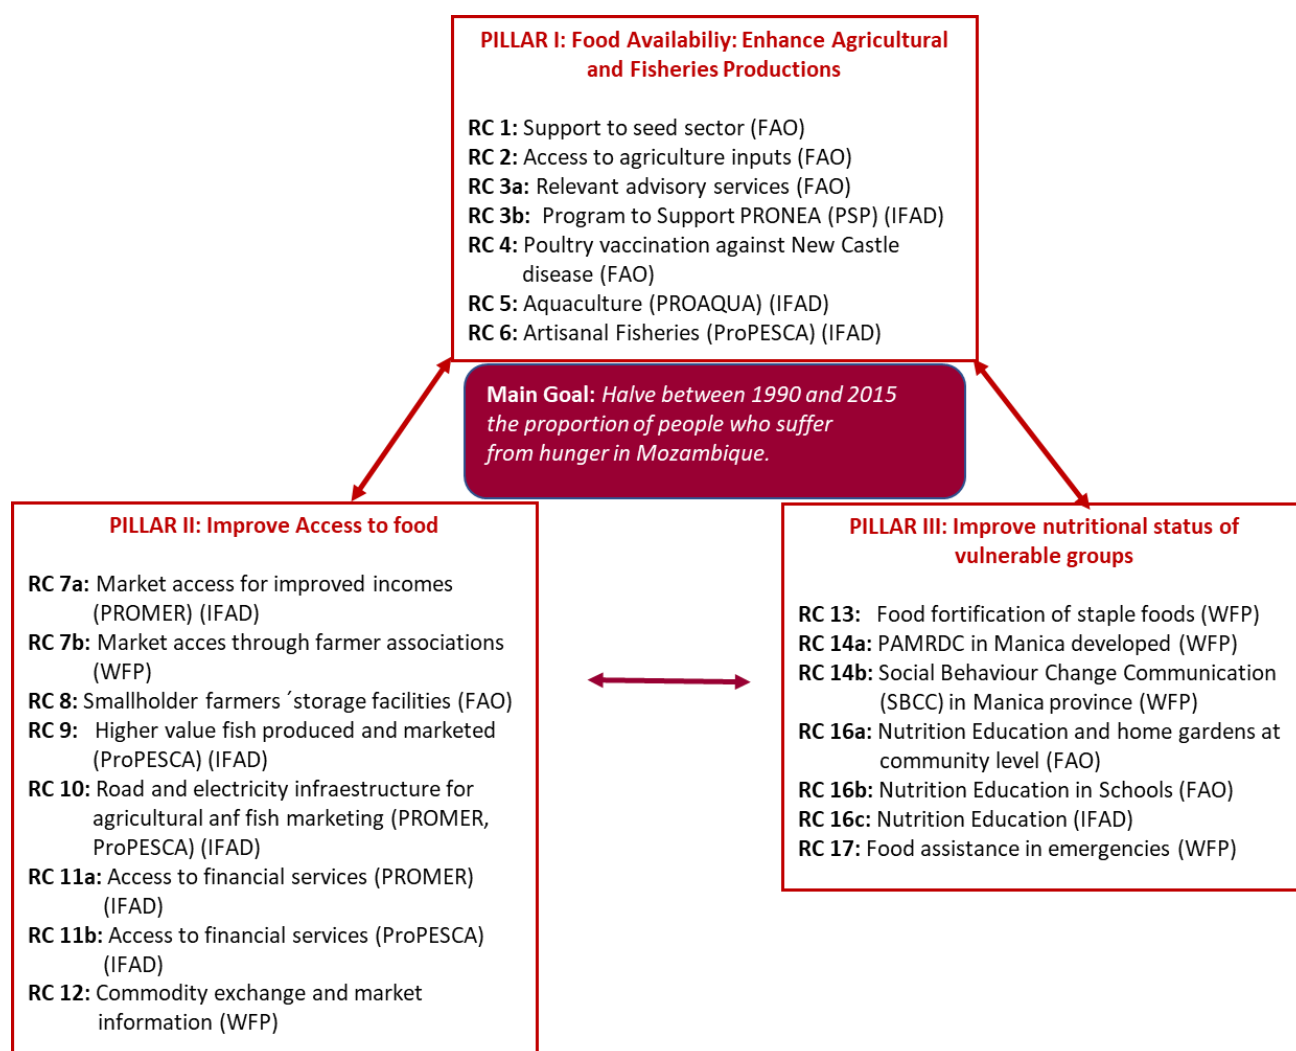 PILLAR I: Food Availabiliy: Enhance Agricultural
and Fisheries Productions
RC 1: Support to seed sector (FAO)
RC 2: Access to agriculture inputs (FAO)
RC 3a: Relevant advisory services (FAO)
RC 3b: Program to Support PRONEA (PSP) (IFAD)
RC 4: Poultry vaccination against New Castle
disease (FAO)
RC 5: Aquaculture (PROAQUA) (IFAD)
RC 6: Artisanal Fisheries (ProPESCA) (IFAD)
Main Goal: Halve between 1990 and 2015
the proportion of people who suffer
from hunger in Mozambique.
PILLAR II: Improve Access to food
RC 7a: Market access for improved incomes
(PROMER) (IFAD)
RC 7b: Market acces through farmer associations
(WFP)
RC 8: Smallholder farmers ´storage facilities (FAO)
RC 9: Higher value fish produced and marketed
(ProPESCA) (IFAD)
RC 10: Road and electricity infraestructure for
agricultural anf fish marketing (PROMER,
ProPESCA) (IFAD)
RC 11a: Access to financial services (PROMER)
(IFAD)
RC 11b: Access to financial services (ProPESCA)
(IFAD)
RC 12: Commodity exchange and market
information (WFP)
PILLAR III: Improve nutritional status of
vulnerable groups
RC 13: Food fortification of staple foods (WFP)
RC 14a: PAMRDC in Manica developed (WFP)
RC 14b: Social Behaviour Change Communication
(SBCC) in Manica province (WFP)
RC 16a: Nutrition Education and home gardens at
community level (FAO)
RC 16b: Nutrition Education in Schools (FAO)
RC 16c: Nutrition Education (IFAD)
RC 17: Food assistance in emergencies (WFP)